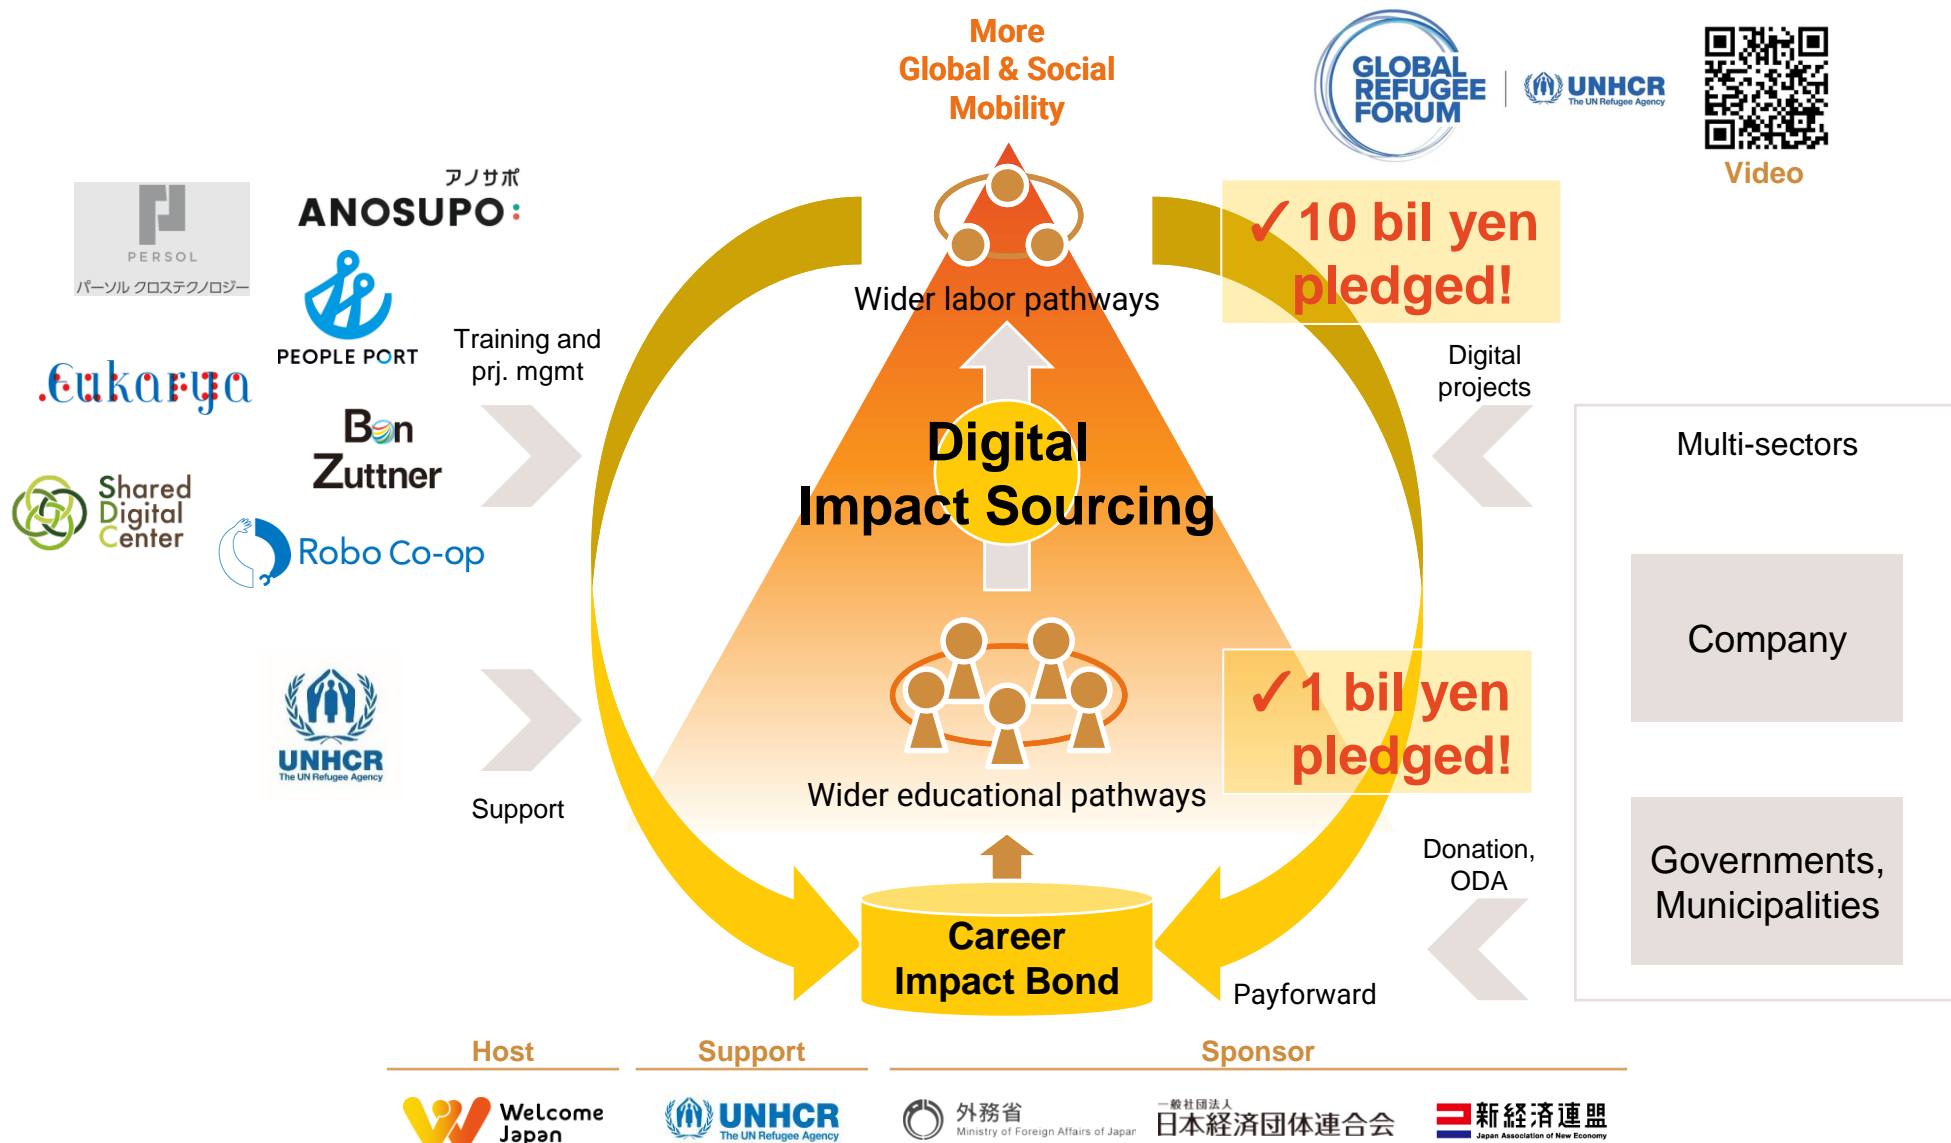 More
Global & Social
Mobility
GLOBAL
REFUGEE
FORUM
UNHCR
The UN Refugee Agency
Video
PERSOL
パーソル クロステクノロジー
アノサポ
ANOSUPO:
PEOPLE PORT
.eukarya
Bon
Zuttner
Shared
Digital
Center
Robo Co-op
Training and
prj. mgmt
UNHCR
The UN Refugee Agency
Support
Wider labor pathways
Digital
Impact Sourcing
Wider educational pathways
Career
Impact Bond
✓10 bil yen
pledged!
Digital
projects
✓1 bil yen
pledged!
Donation,
ODA
Payforward
Multi-sectors
Company
Governments,
Municipalities
Host
Support
Sponsor
Welcome
Japan
UNHCR
The UN Refugee Agency
外務省
Ministry of Foreign Affairs of Japan
一般社団法人
日本経済団体連合会
新経済連盟
Japan Association of New Economy